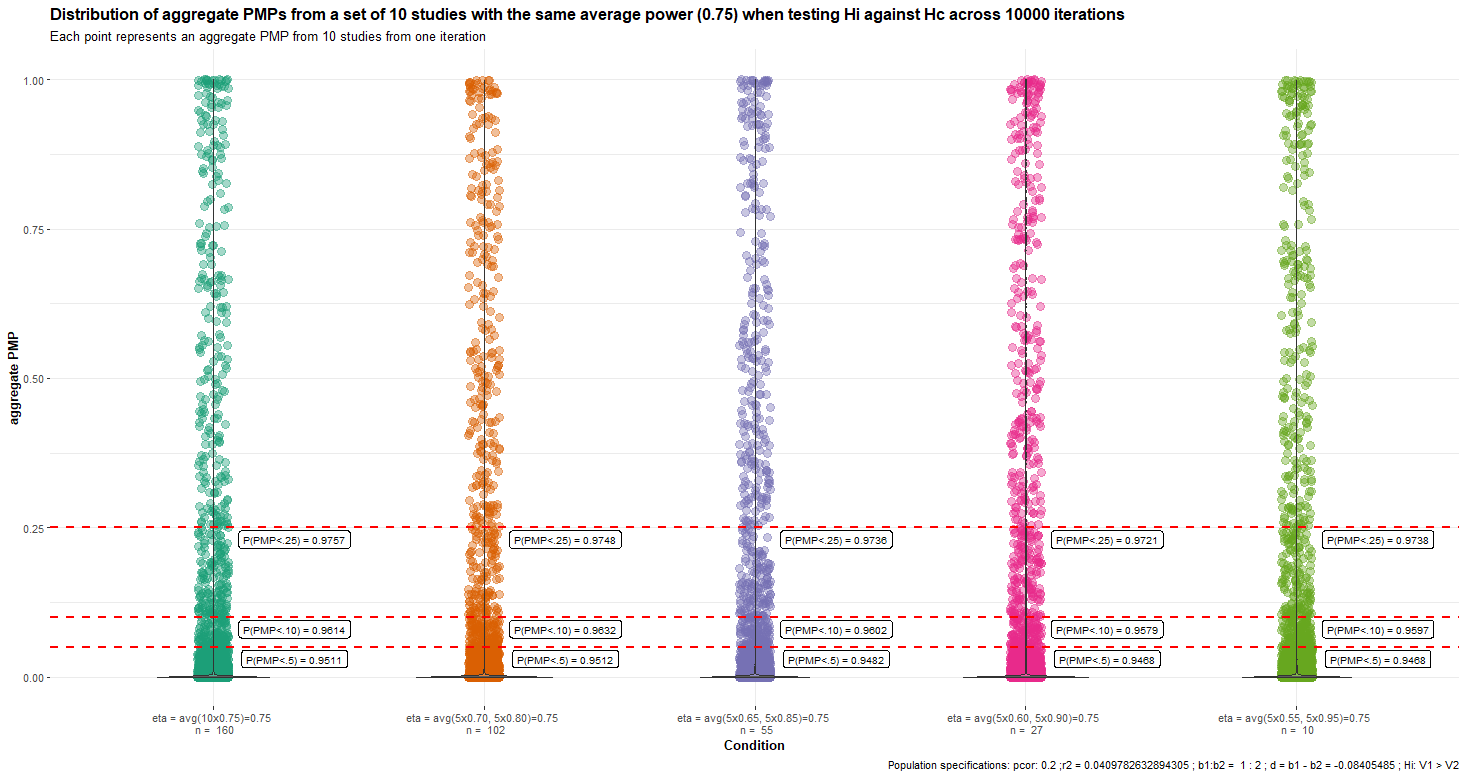 Distribution of aggregate PMPs from a set of 10 studies with the same average power (0.75) when testing Hi against Hc across 10000 iterations
Each point represents an aggregate PMP from 10 studies from one iteration
aggregate PMP
1.00
0.75
0.50
0.25
0.00
P(PMP<.25) = 0.9757
P(PMP<.25) = 0.9748
P(PMP<.25) = 0.9736
P(PMP<.25) = 0.9721
P(PMP<.25) = 0.9738
P(PMP<.10) = 0.9614
P(PMP<.10) = 0.9632
P(PMP<.10) = 0.9602
P(PMP<.10) = 0.9579
P(PMP<.10) = 0.9597
P(PMP<.5) = 0.9511
P(PMP<.5) = 0.9512
P(PMP<.5) = 0.9482
P(PMP<.5) = 0.9468
P(PMP<.5) = 0.9468
eta = avg(10x0.75)=0.75
n = 160
eta = avg(5x0.70, 5x0.80)=0.75
n = 102
eta = avg(5x0.65, 5x0.85)=0.75
n = 55
eta = avg(5x0.60, 5x0.90)=0.75
n = 27
eta = avg(5x0.55, 5x0.95)=0.75
n = 10
Condition
Population specifications: pcor: 0.2 ;r2 = 0.0409782632894305 ; b1:b2 = 1 : 2 ; d = b1 - b2 = -0.08405485 ; Hi: V1 > V2